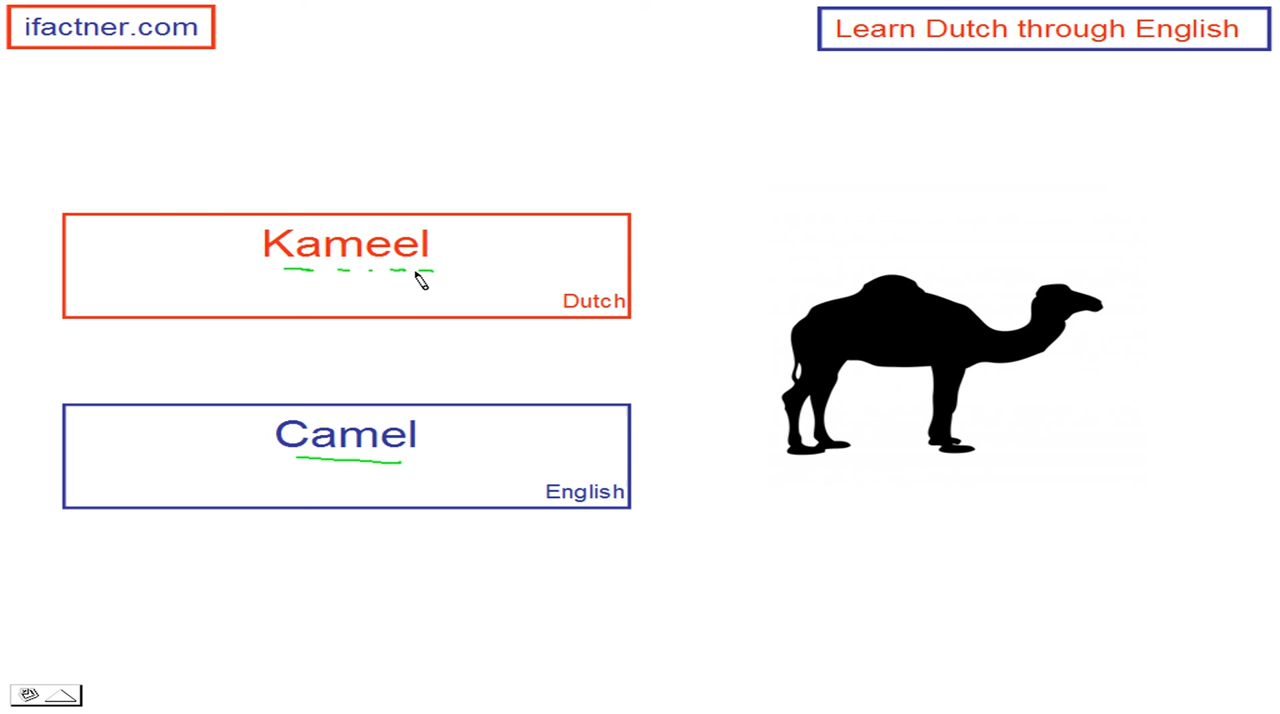 ifactner.com
Learn Dutch through English
Kameel
Dutch
Camel
English